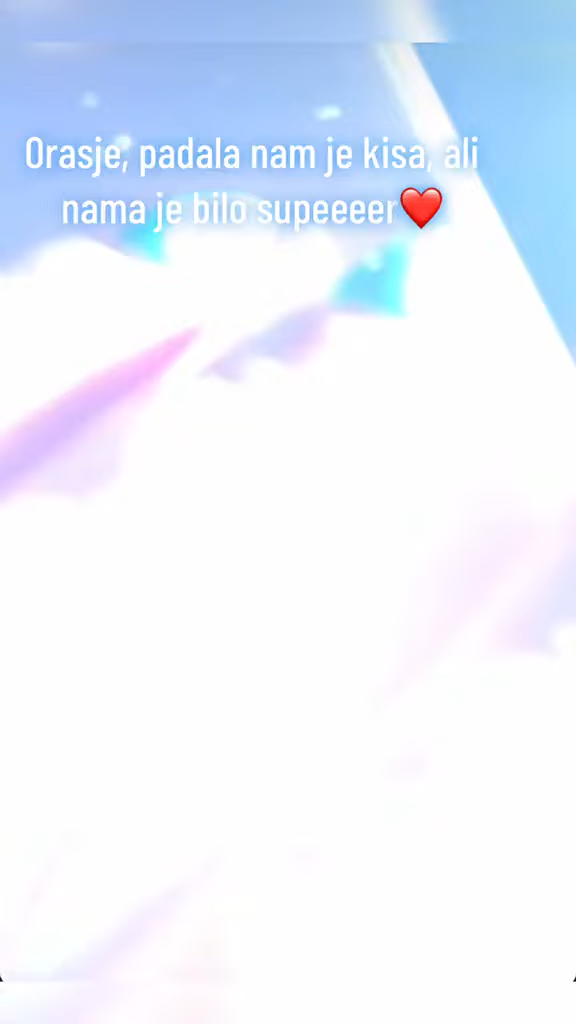 Orasje, padala nam je kisa, ali
nama je bilo supeeeer❤️